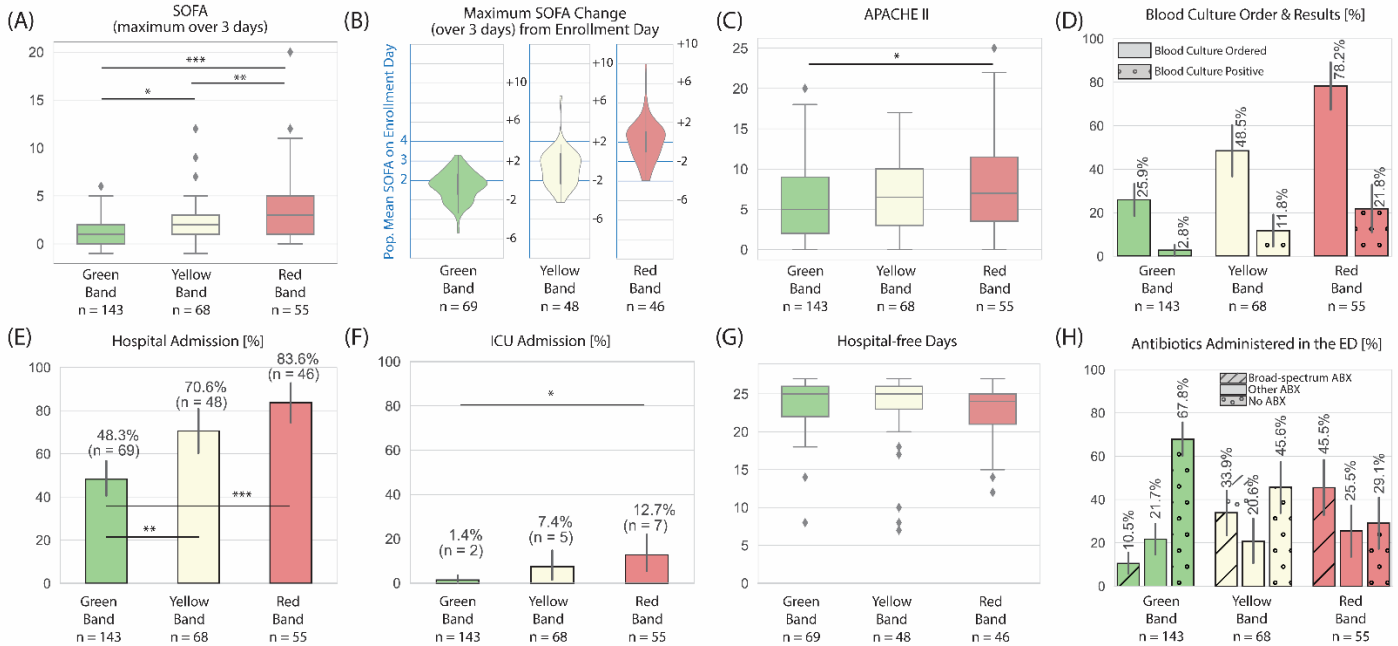 (A)
SOFA
(maximum over 3 days)
20
15
10
5
0
***
**
*
Green
Band
n = 143
Yellow
Band
n = 68
Red
Band
n = 55
(B)
Maximum SOFA Change
(over 3 days) from Enrollment Day
Pop. Mean SOFA on Enrollment Day
4
3
2
+10
+6
+2
-2
-6
+10
+6
+2
-2
-6
+10
+6
+2
-2
-6
Green
Band
n = 69
Yellow
Band
n = 48
Red
Band
n = 46
(C)
APACHE II
25
20
15
10
5
0
*
Green
Band
n = 143
Yellow
Band
n = 68
Red
Band
n = 55
(D)
Blood Culture Order & Results [%]
100
80
60
40
20
0
Blood Culture Ordered
Blood Culture Positive
25.9%
2.8%
48.5%
11.8%
78.2%
21.8%
Green
Band
n = 143
Yellow
Band
n = 68
Red
Band
n = 55
(E)
Hospital Admission [%]
100
80
60
40
20
0
48.3%
(n = 69)
70.6%
(n = 48)
83.6%
(n = 46)
***
**
Green
Band
n = 143
Yellow
Band
n = 68
Red
Band
n = 55
(F)
ICU Admission [%]
100
80
60
40
20
0
*
1.4%
(n = 2)
7.4%
(n = 5)
12.7%
(n = 7)
Green
Band
n = 143
Yellow
Band
n = 68
Red
Band
n = 55
(G)
Hospital-free Days
30
25
20
15
10
5
0
Green
Band
n = 69
Yellow
Band
n = 48
Red
Band
n = 46
(H)
Antibiotics Administered in the ED [%]
100
80
60
40
20
0
Broad-spectrum ABX
Other ABX
No ABX
10.5%
21.7%
67.8%
33.9%
20.6%
45.6%
45.5%
25.5%
29.1%
Green
Band
n = 143
Yellow
Band
n = 68
Red
Band
n = 55